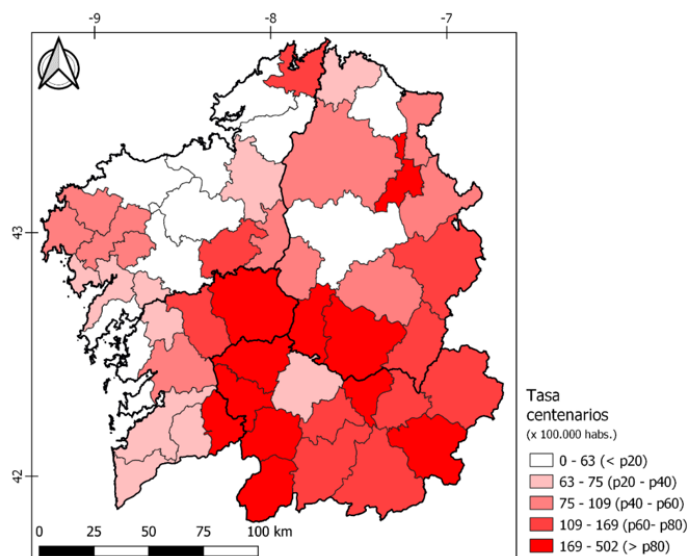 -9 -8 -7
43
42
0 25 50 75 100 km
Tasa
centenarios
(x 100.000 habs.)
0 - 63 (< p20)
63 - 75 (p20 - p40)
75 - 109 (p40 - p60)
109 - 169 (p60- p80)
169 - 502 (> p80)